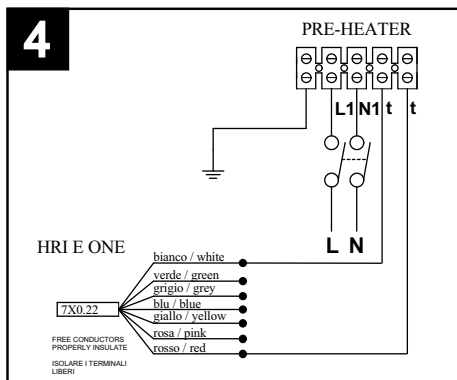 4
PRE-HEATER
L1 N1 t t
L N
HRI E ONE
bianco / white
verde / green
grigio / grey
blu / blue
giallo / yellow
rosa / pink
rosso / red
7X0.22
FREE CONDUCTORS
PROPERLY INSULATE
ISOLARE I TERMINALI
LIBERI